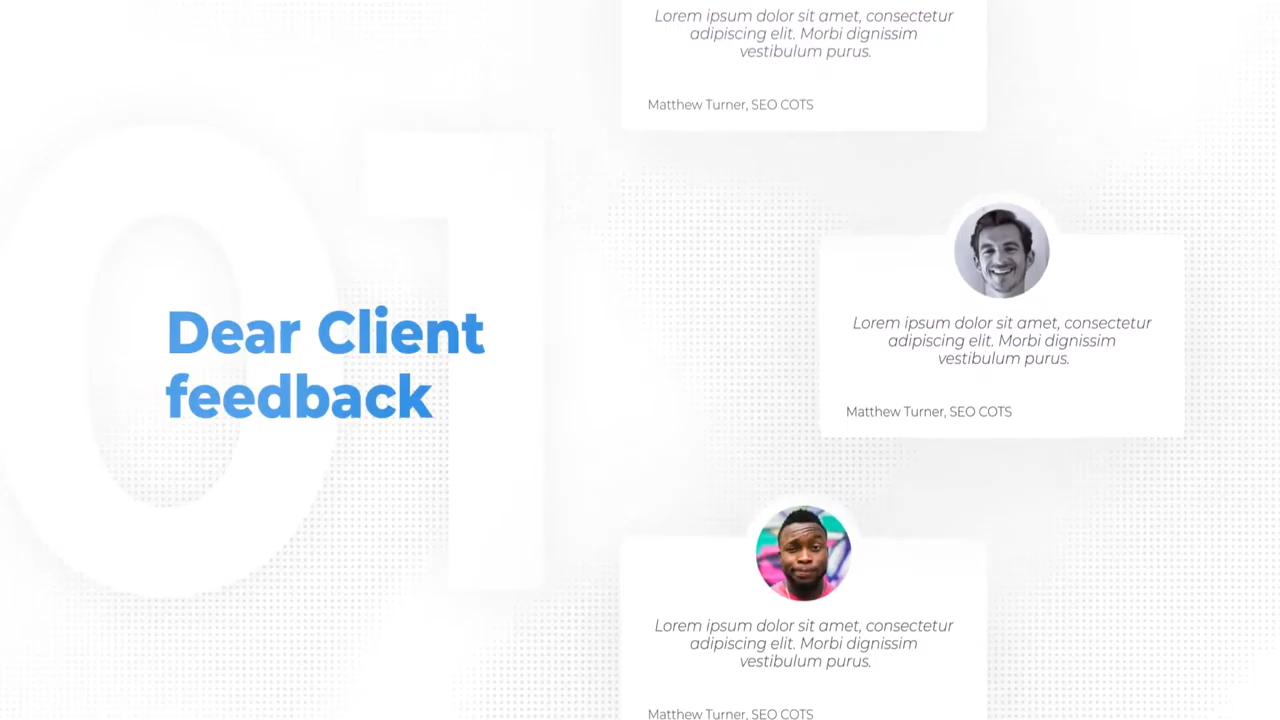 01
Dear Client
feedback
Lorem ipsum dolor sit amet, consectetur
adipiscing elit. Morbi dignissim
vestibulum purus.
Matthew Turner, SEO COTS
Lorem ipsum dolor sit amet, consectetur
adipiscing elit. Morbi dignissim
vestibulum purus.
Matthew Turner, SEO COTS
Lorem ipsum dolor sit amet, consectetur
adipiscing elit. Morbi dignissim
vestibulum purus.
Matthew Turner, SEO COTS